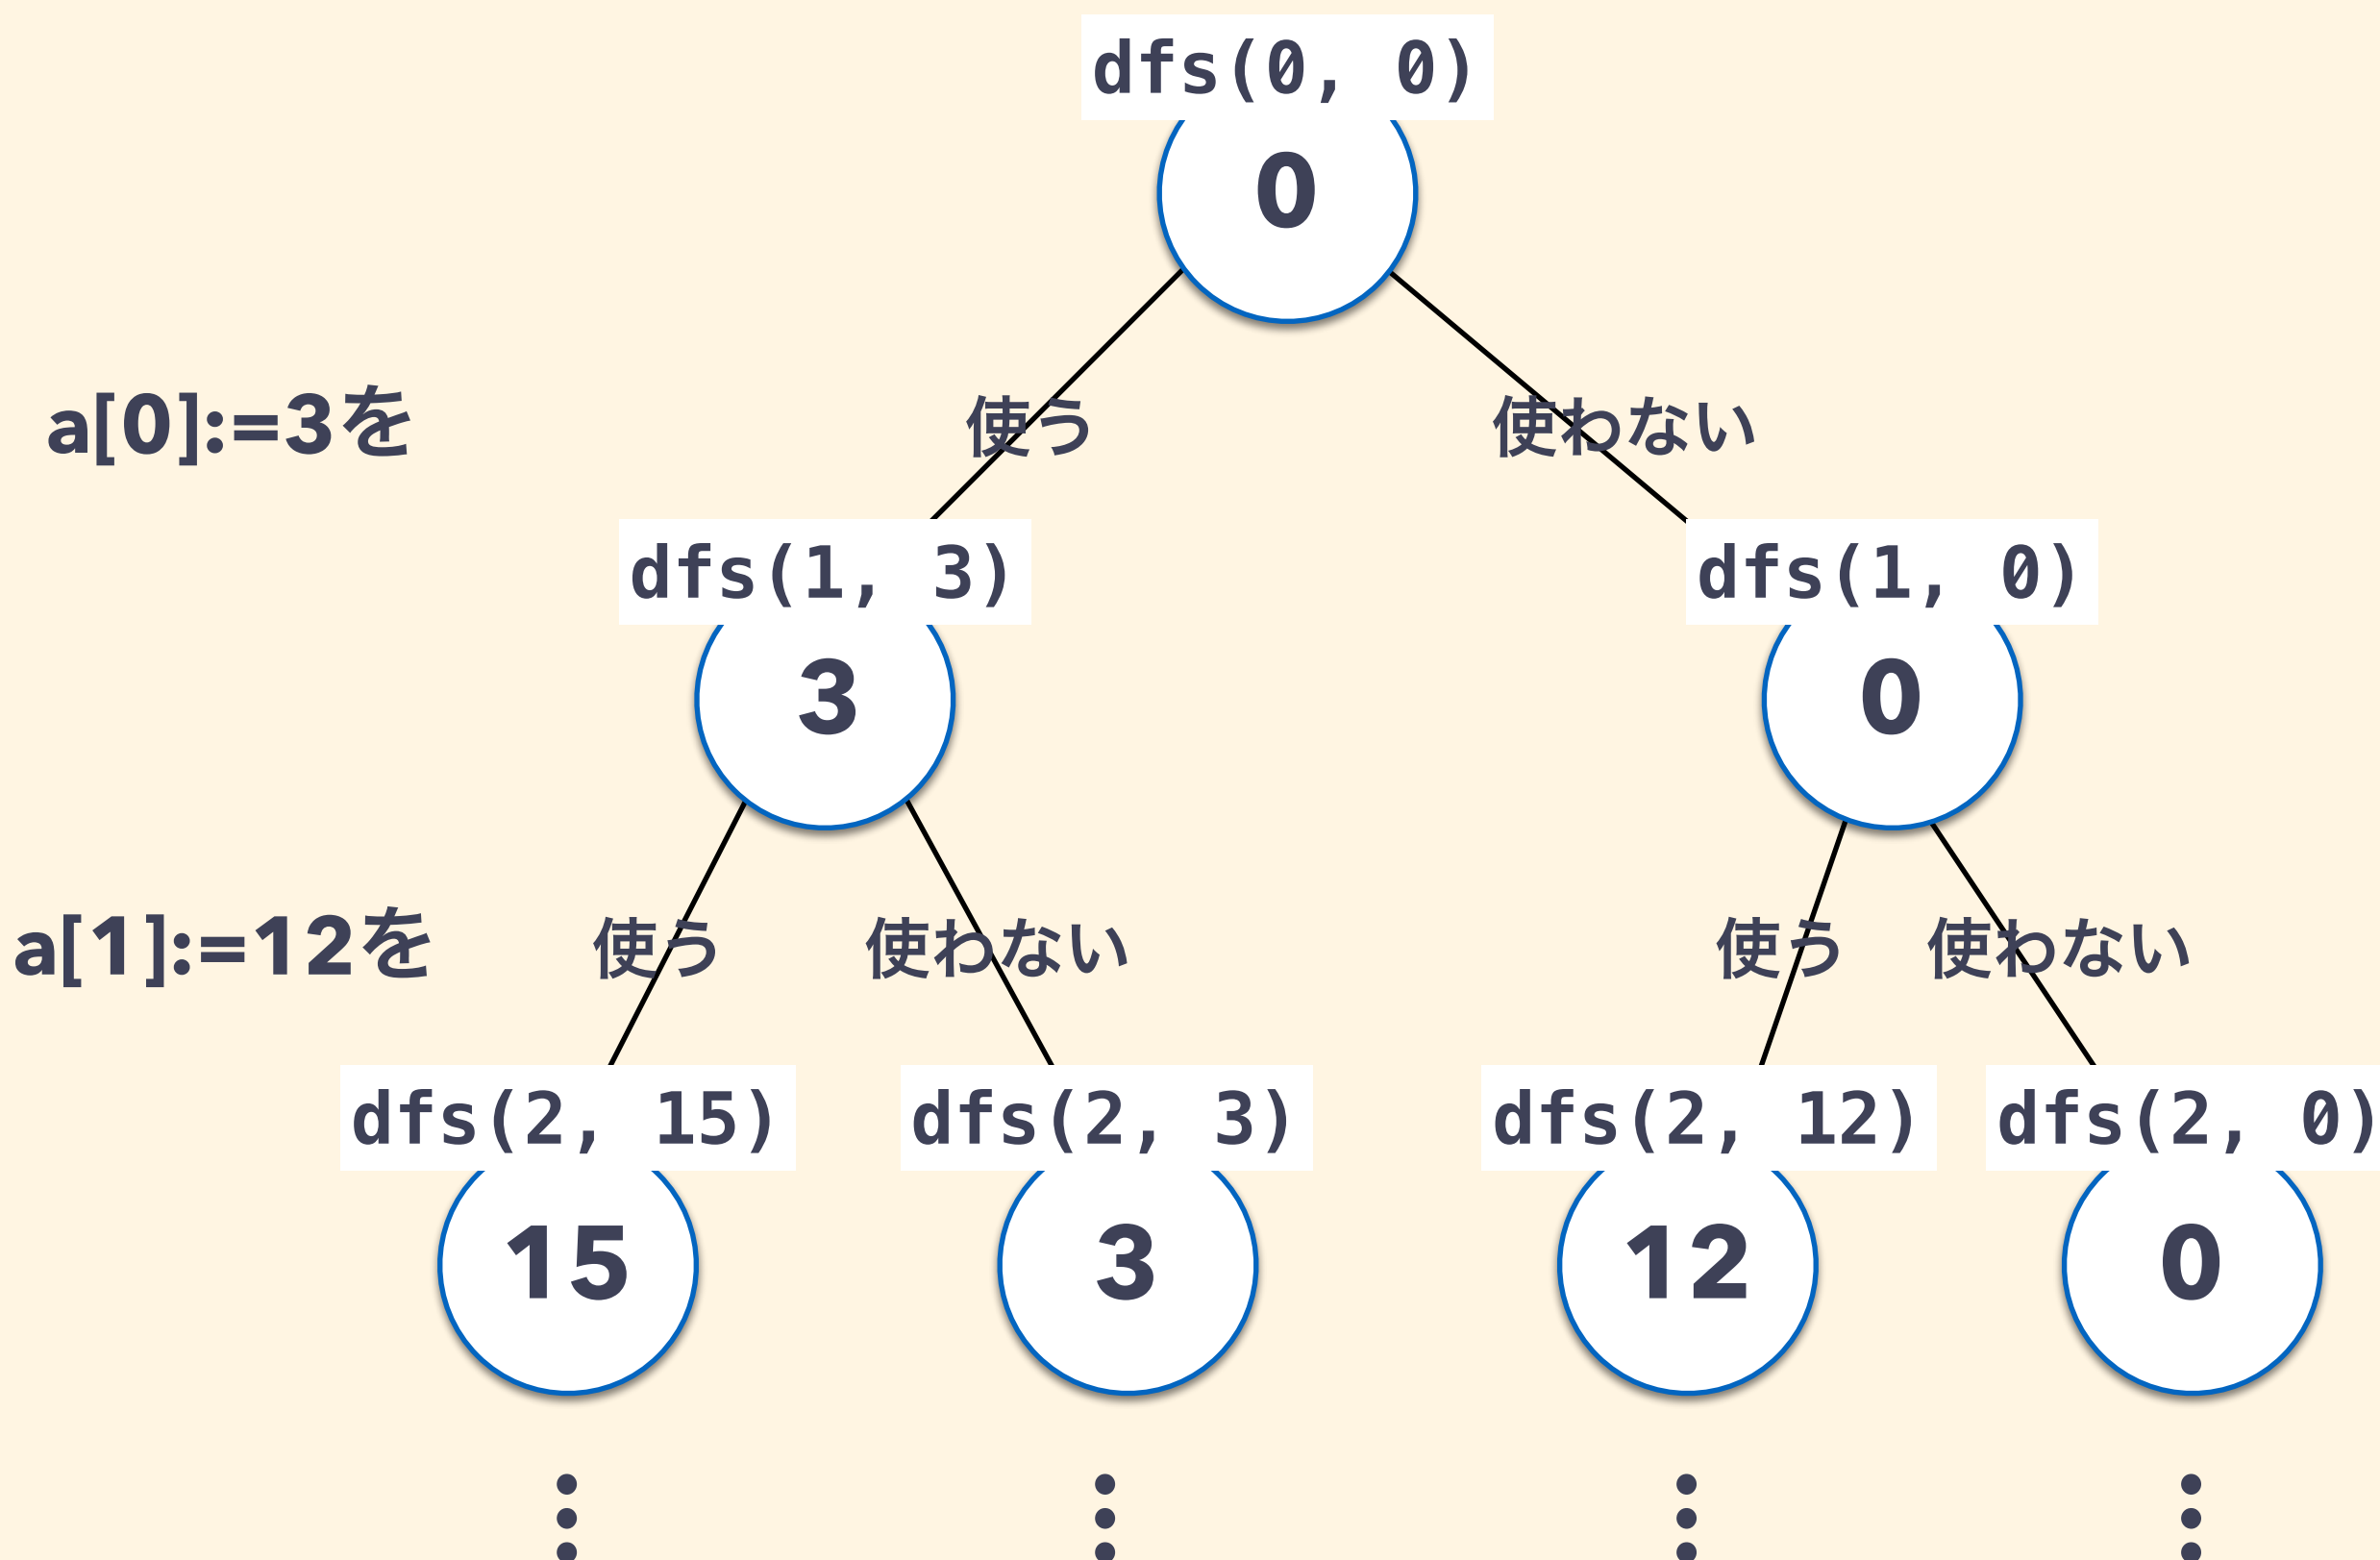 dfs(0, 0)
0
a[0]:=3を
使う
使わない
dfs(1, 3)
dfs(1, 0)
3
0
a[1]:=12を
使う
使わない
使う
使わない
dfs(2, 15)
dfs(2, 3)
dfs(2, 12)
dfs(2, 0)
15
3
12
0